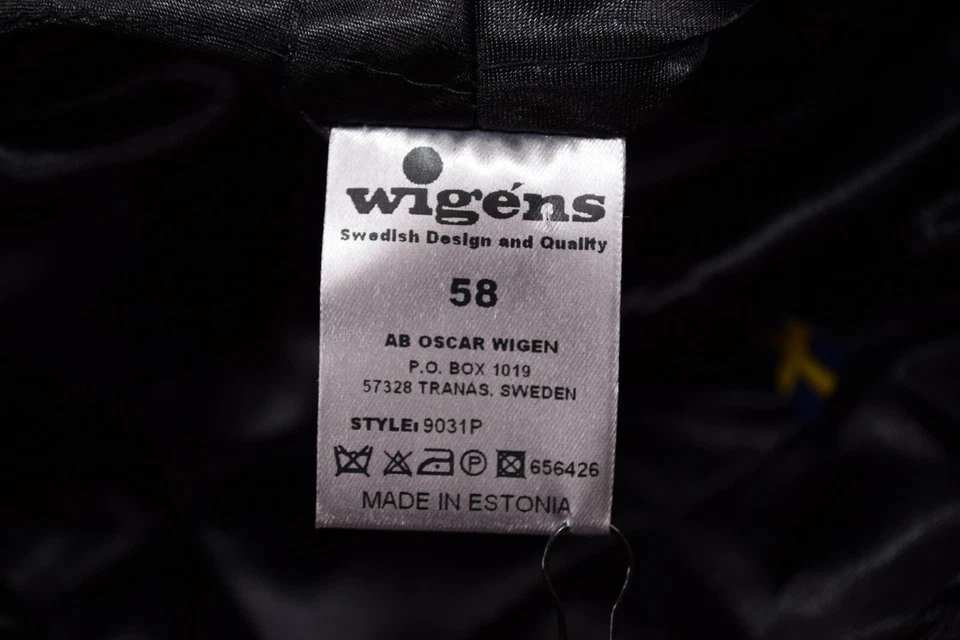 wigéns
Swedish Design and Quality
58
AB OSCAR WIGEN
P.O. BOX 1019
57328 TRANAS. SWEDEN
STYLE: 9031P
P 656426
MADE IN ESTONIA